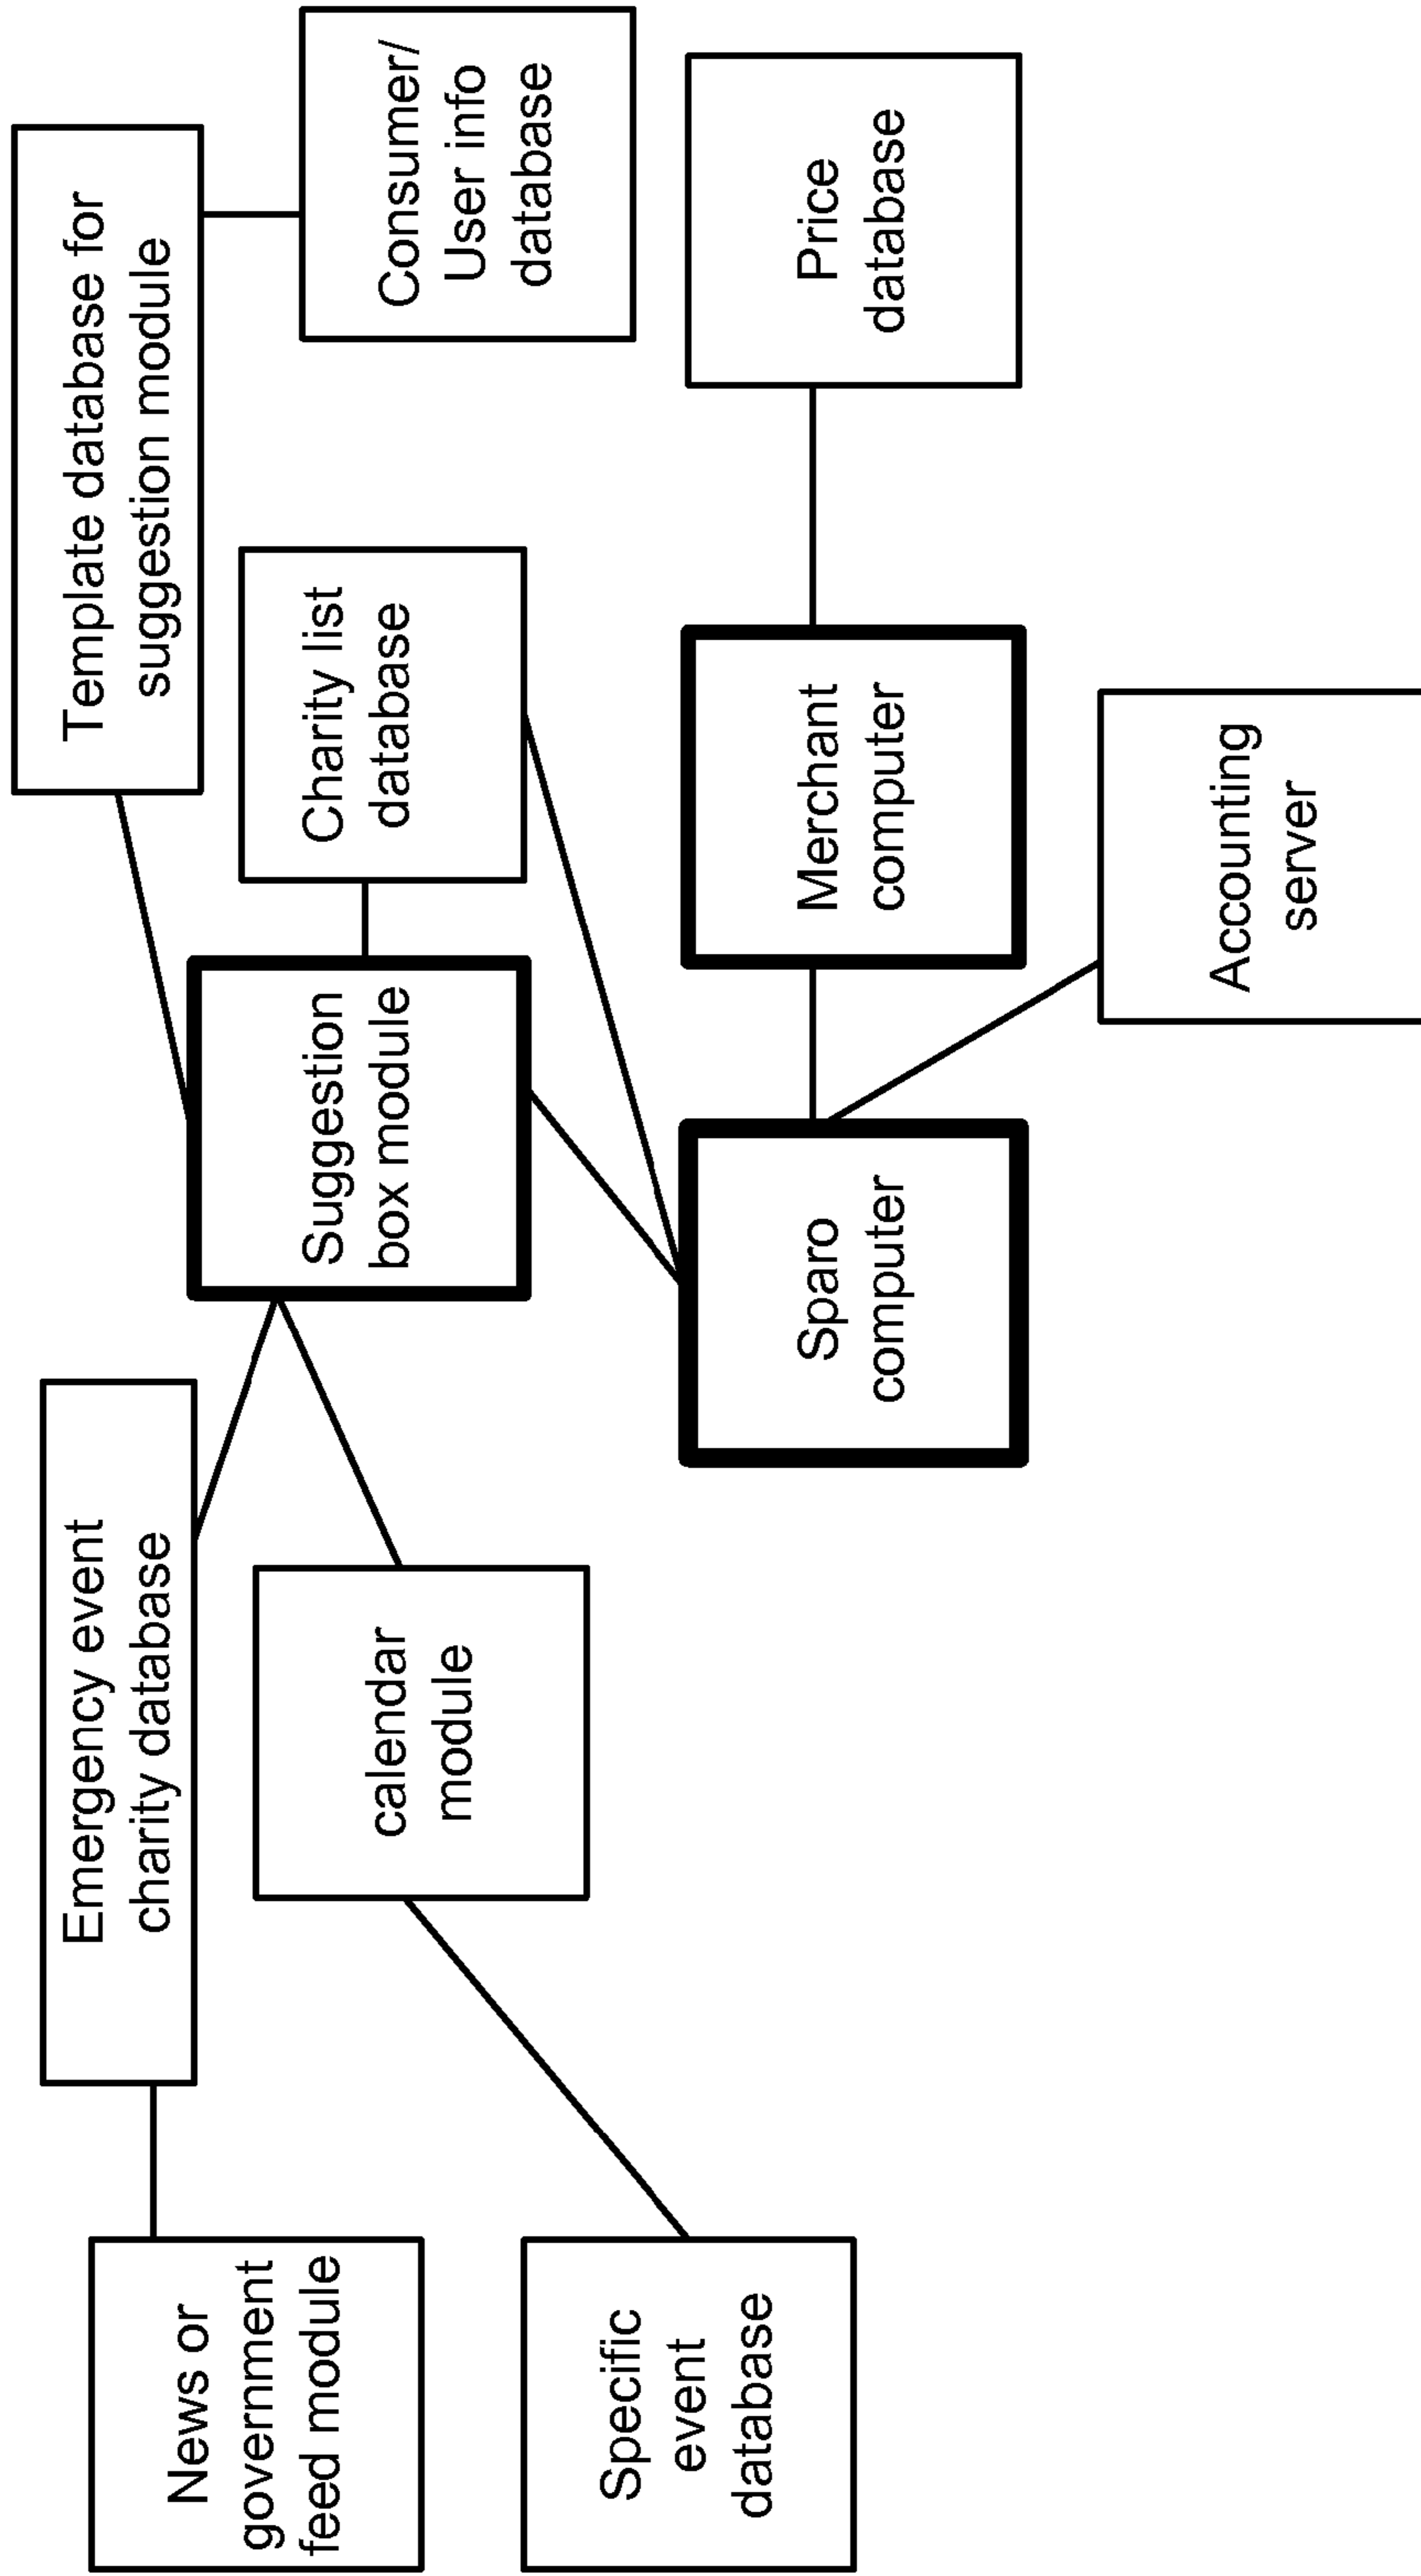 News or
government
feed module
Emergency event
charity database
Template database for
suggestion module
Specific
event
database
calendar
module
Suggestion
box module
Charity list
database
Consumer/
User info
database
Sparo
computer
Merchant
computer
Price
database
Accounting
server